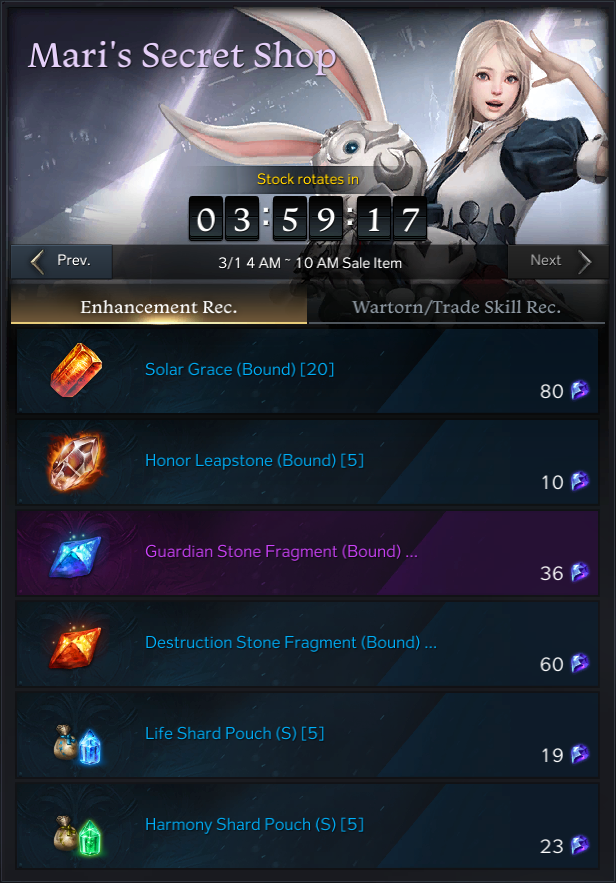 Mari's Secret Shop
Stock rotates in
03:59:17
Prev.
3/1 4 AM ~ 10 AM Sale Item
Next
Enhancement Rec.
Wartorn/Trade Skill Rec.
Solar Grace (Bound) [20]
80
Honor Leapstone (Bound) [5]
10
Guardian Stone Fragment (Bound) ...
36
Destruction Stone Fragment (Bound) ...
60
Life Shard Pouch (S) [5]
19
Harmony Shard Pouch (S) [5]
23